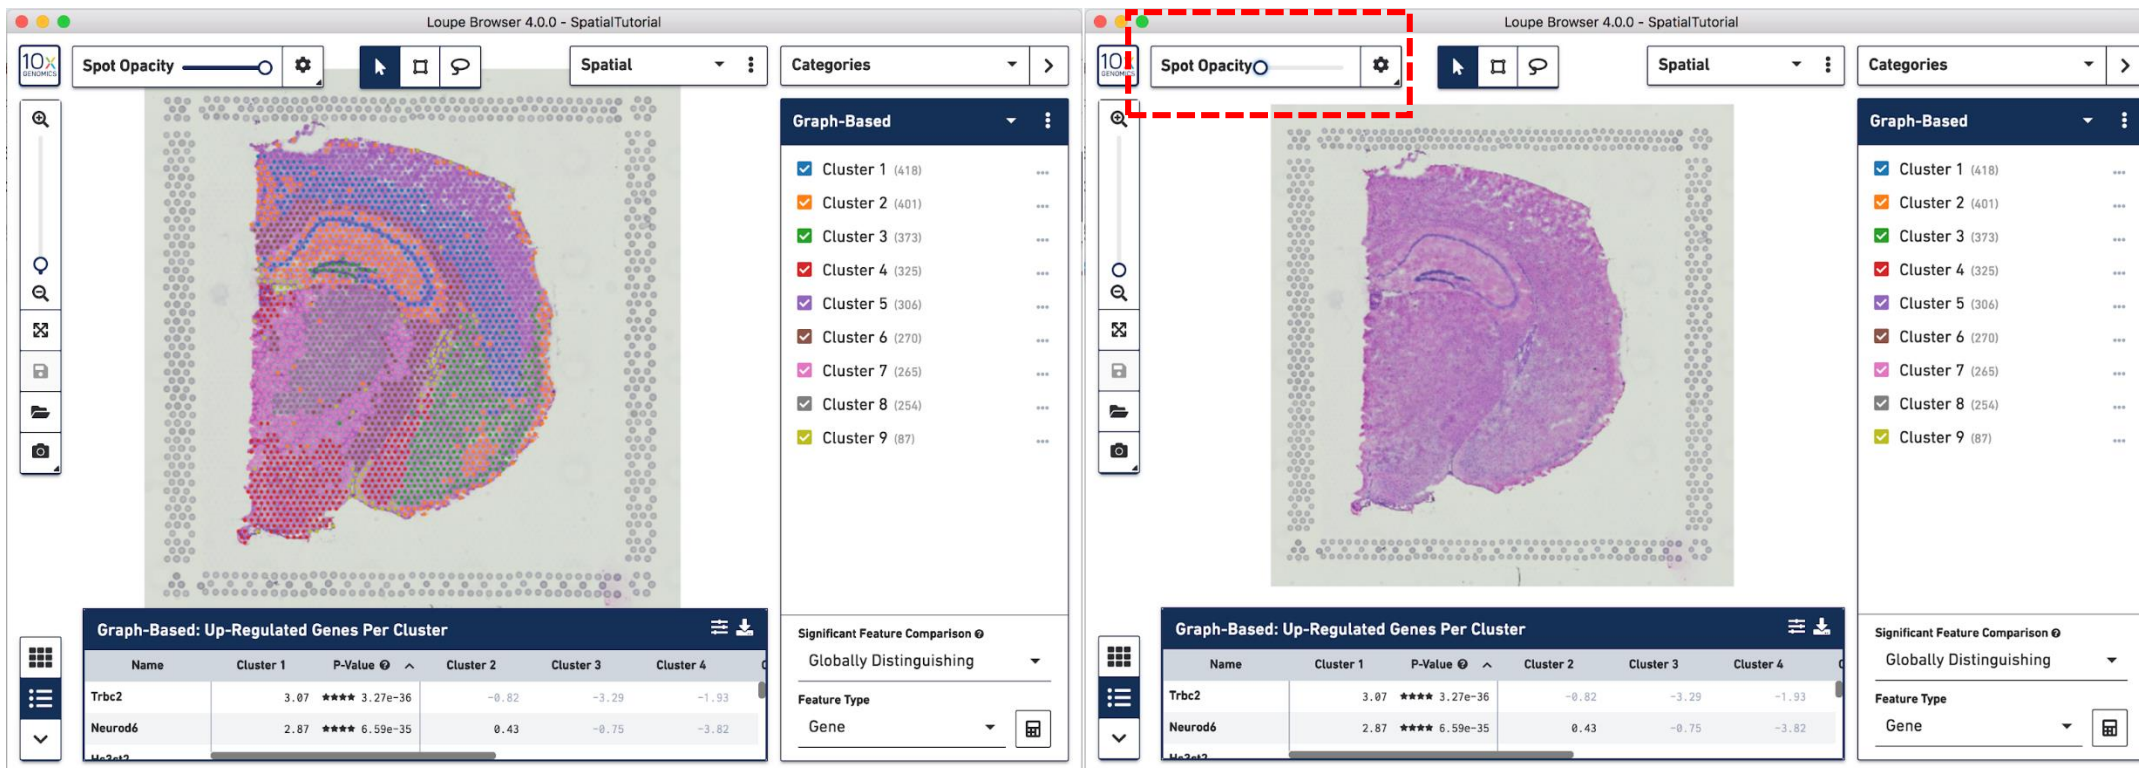 Loupe Browser 4.0.0 - SpatialTutorial
10X
GENOMICS
Spot Opacity
Spatial
Categories
Graph-Based
Cluster 1 (418)
Cluster 2 (401)
Cluster 3 (373)
Cluster 4 (325)
Cluster 5 (306)
Cluster 6 (270)
Cluster 7 (265)
Cluster 8 (254)
Cluster 9 (87)
Graph-Based: Up-Regulated Genes Per Cluster
Name Cluster 1 P-Value Cluster 2 Cluster 3 Cluster 4
Trbc2 3.07 ★★★★ 3.27e-36 -0.82 -3.29 -1.93
Neurod6 2.87 ★★★★ 6.59e-35 0.43 -0.75 -3.82
Significant Feature Comparison
Globally Distinguishing
Feature Type
Gene
Loupe Browser 4.0.0 - SpatialTutorial
10X
GENOMICS
Spot Opacity
Spatial
Categories
Graph-Based
Cluster 1 (418)
Cluster 2 (401)
Cluster 3 (373)
Cluster 4 (325)
Cluster 5 (306)
Cluster 6 (270)
Cluster 7 (265)
Cluster 8 (254)
Cluster 9 (87)
Graph-Based: Up-Regulated Genes Per Cluster
Name Cluster 1 P-Value Cluster 2 Cluster 3 Cluster 4
Trbc2 3.07 ★★★★ 3.27e-36 -0.82 -3.29 -1.93
Neurod6 2.87 ★★★★ 6.59e-35 0.43 -0.75 -3.82
Significant Feature Comparison
Globally Distinguishing
Feature Type
Gene